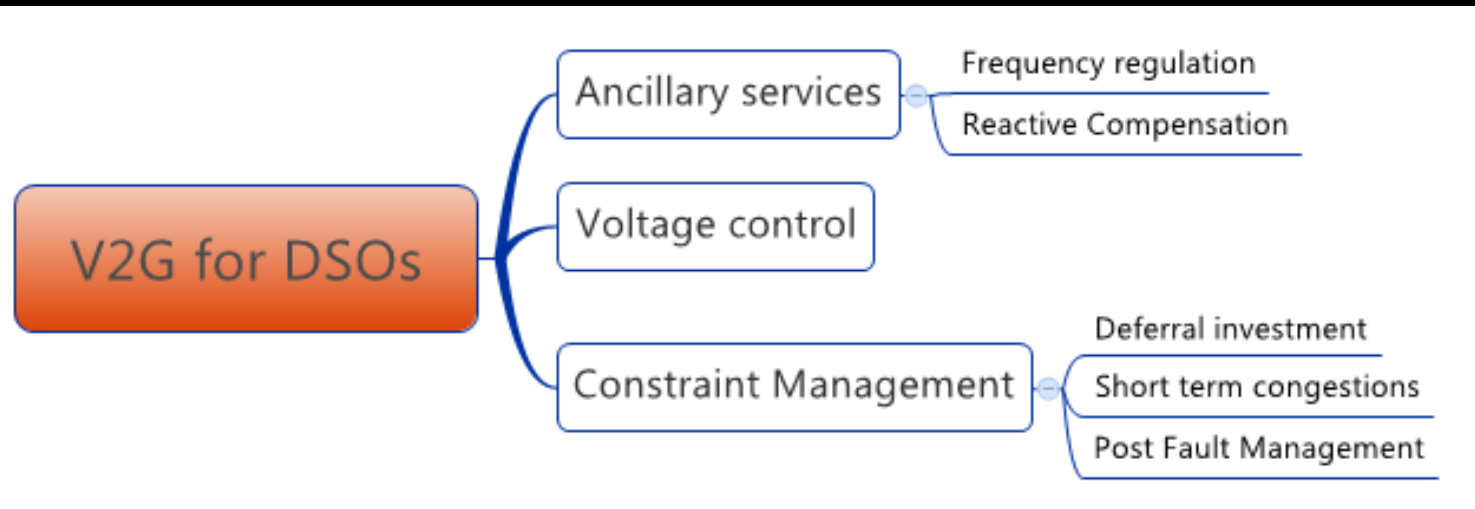 V2G for DSOs
Ancillary services
Frequency regulation
Reactive Compensation
Voltage control
Constraint Management
Deferral investment
Short term congestions
Post Fault Management